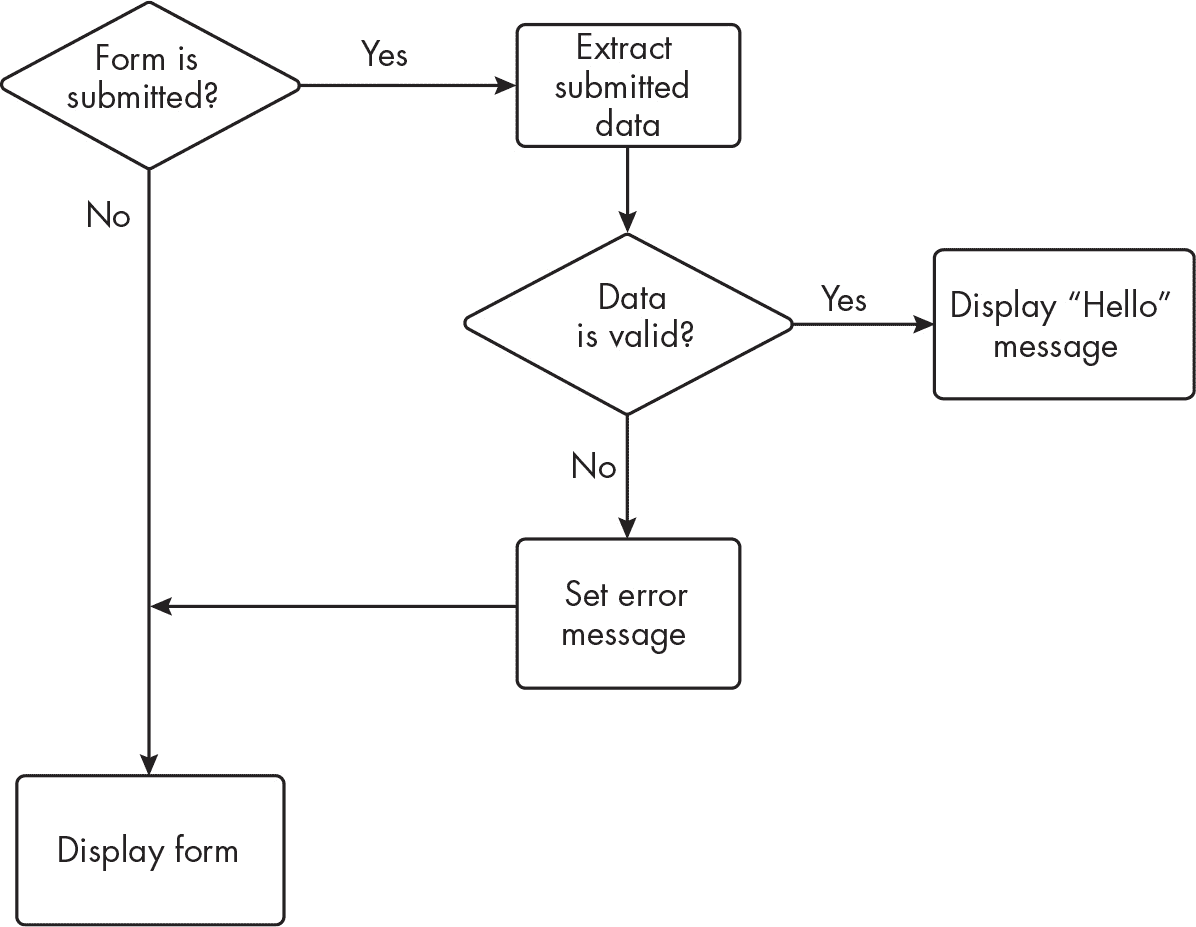 Form is
submitted?
Yes
Extract
submitted
data
No
Data
is valid?
Yes
Display “Hello”
message
No
Set error
message
Display form